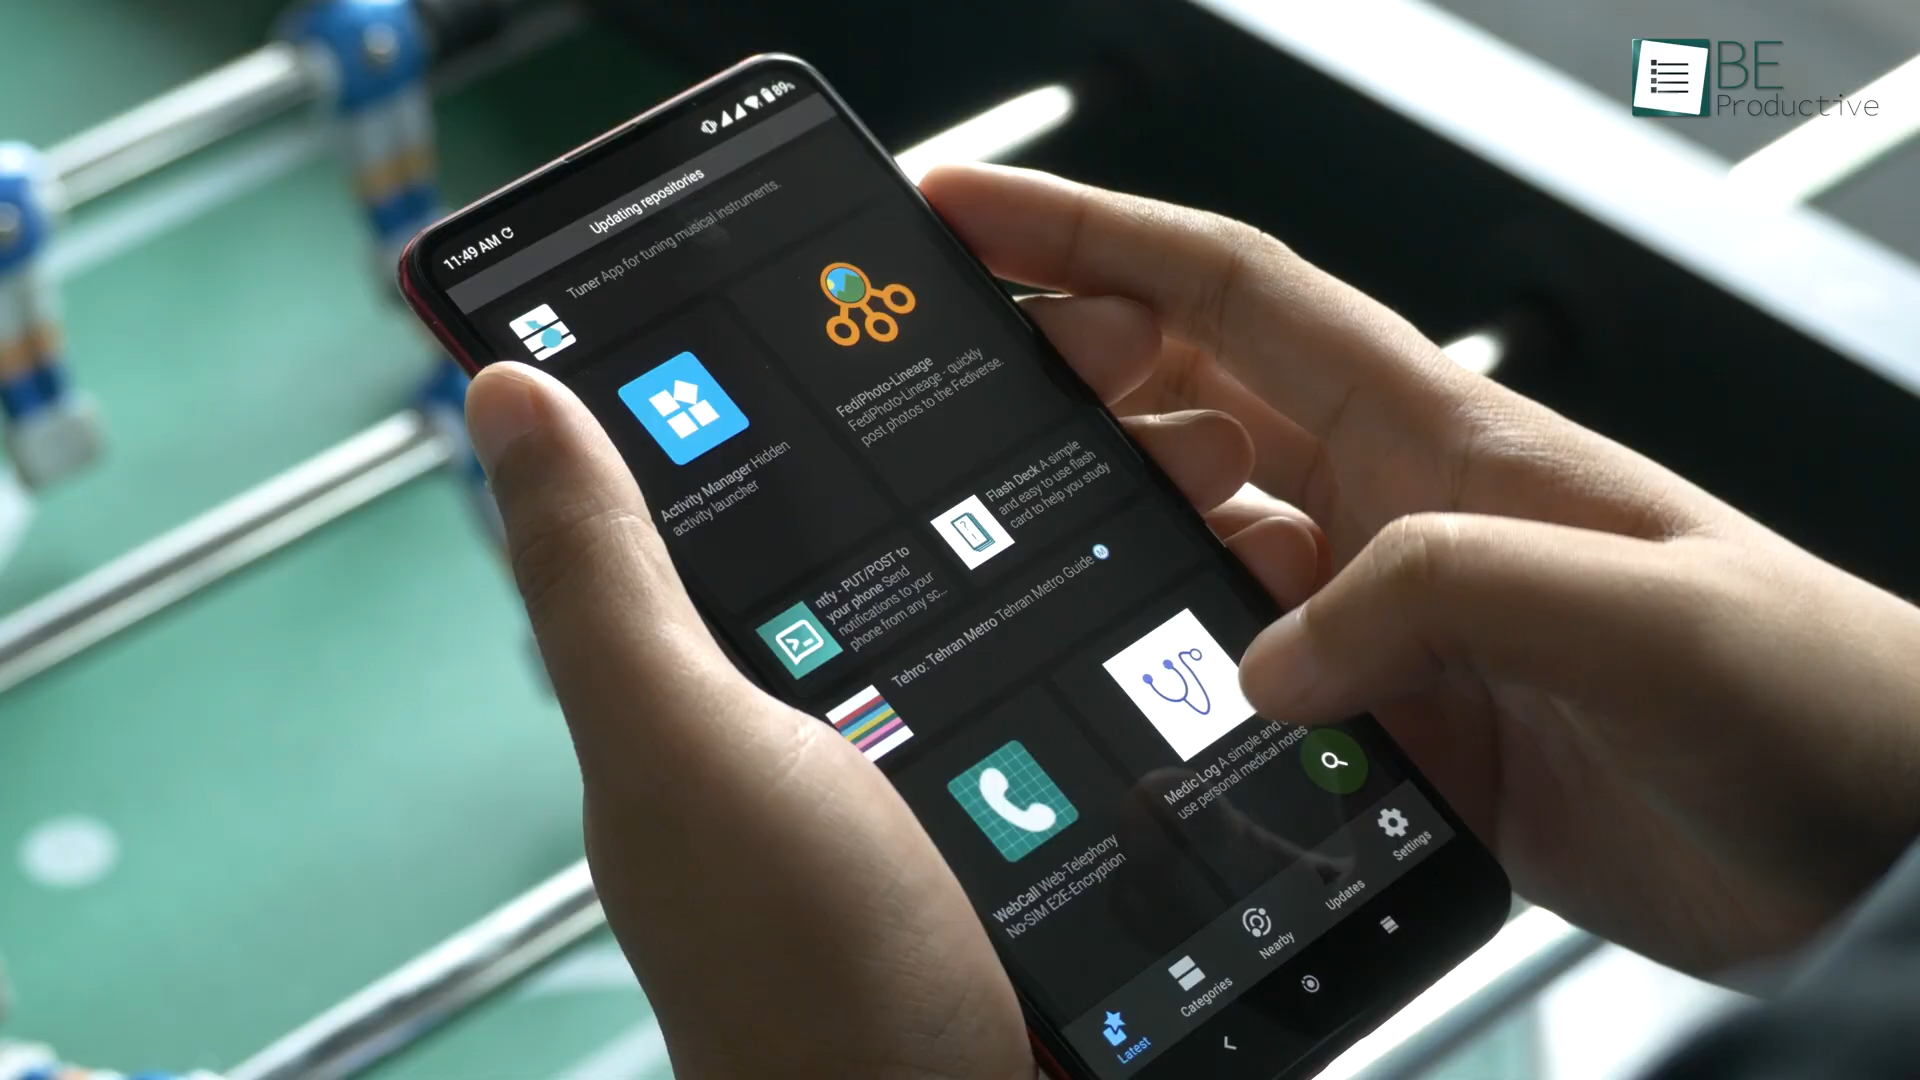 BE
Productive
89%
11:49 AM
Updating repositories
Tuner App for tuning musical instruments.
FediPhoto-Lineage
FediPhoto-Lineage - quickly
post photos to the Fediverse.
Activity Manager Hidden
activity launcher
Flash Deck A simple
and easy to use flash
card to help you study
ntfy - PUT/POST to
your phone Send
notifications to your
phone from any sc...
Tehro: Tehran Metro Tehran Metro Guide M
Medic Log A simple and
use personal medical notes
WebCall Web-Telephony
No-SIM E2E-Encryption
Latest
Categories
Nearby
Updates
Settings